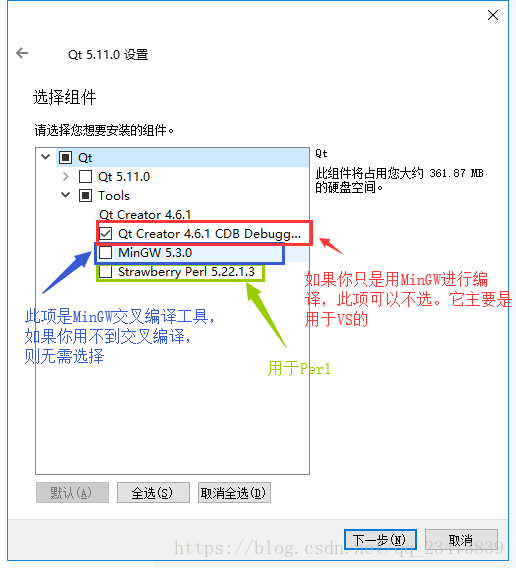 Qt 5.11.0 设置
选择组件
请选择您想要安装的组件。
Qt
Qt 5.11.0
Tools
Qt Creator 4.6.1
Qt Creator 4.6.1 CDB Debugg...
MinGW 5.3.0
Strawberry Perl 5.22.1.3
Qt
此组件将占用您大约 361.87 MB
的硬盘空间。
如果你只是用MinGW进行编
译，此项可以不选。它主要是
用于VS的
此项是MinGW交叉编译工具，
如果你用不到交叉编译，
则无需选择
用于Perl
默认(A)
全选(S)
取消全选(D)
下一步(N)
取消